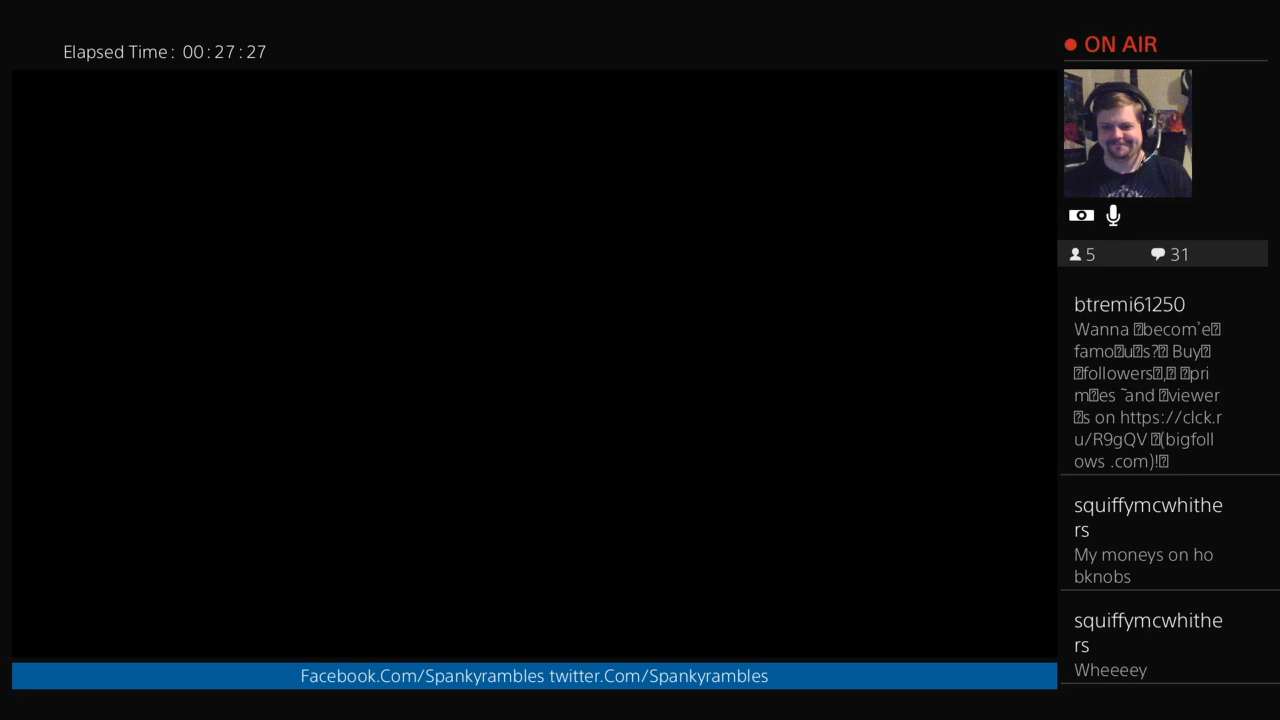 Elapsed Time: 00:27:27
ON AIR
5 31
btremi61250
Wanna ⍰becom`e⍰
famo⍰u⍰s?⍰ Buy⍰
⍰followers⍰,⍰ ⍰pri
m⍰es ˜and ⍰viewer
⍰s on https://clck.r
u/R9gQV ⍰(bigfoll
ows .com)!⍰
squiffymcwhithe
rs
My moneys on ho
bknobs
squiffymcwhithe
rs
Wheeeey
Facebook.Com/Spankyrambles twitter.Com/Spankyrambles